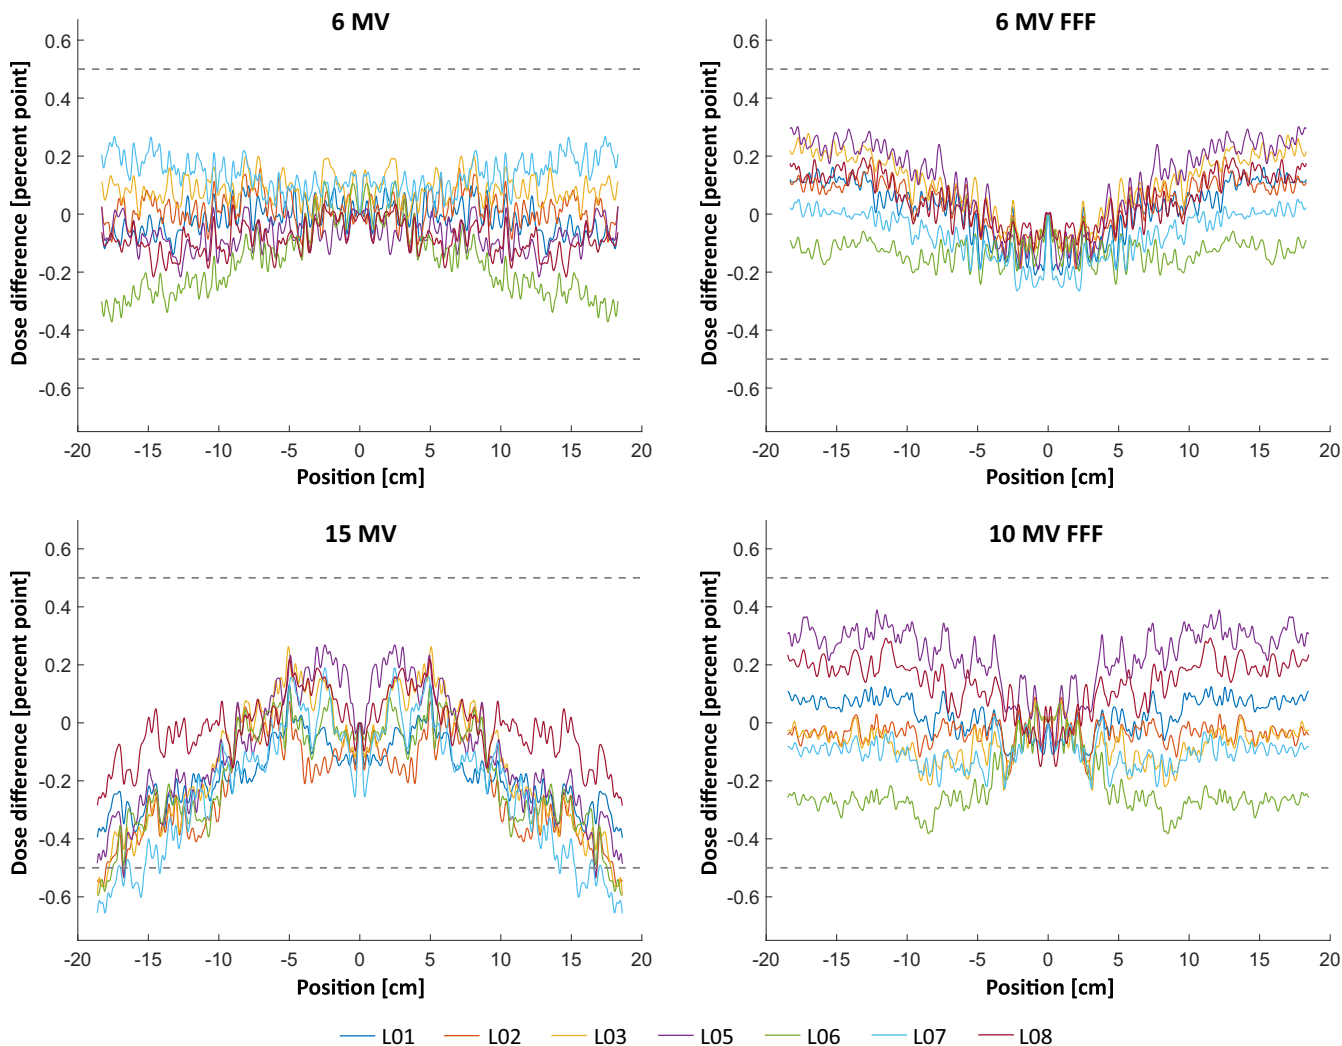 6 MV
Dose difference [percent point]
0.6
0.4
0.2
0
-0.2
-0.4
-0.6
-20 -15 -10 -5 0 5 10 15 20
Position [cm]
6 MV FFF
Dose difference [percent point]
0.6
0.4
0.2
0
-0.2
-0.4
-0.6
-20 -15 -10 -5 0 5 10 15 20
Position [cm]
15 MV
Dose difference [percent point]
0.6
0.4
0.2
0
-0.2
-0.4
-0.6
-20 -15 -10 -5 0 5 10 15 20
Position [cm]
10 MV FFF
Dose difference [percent point]
0.6
0.4
0.2
0
-0.2
-0.4
-0.6
-20 -15 -10 -5 0 5 10 15 20
Position [cm]
L01 L02 L03 L05 L06 L07 L08